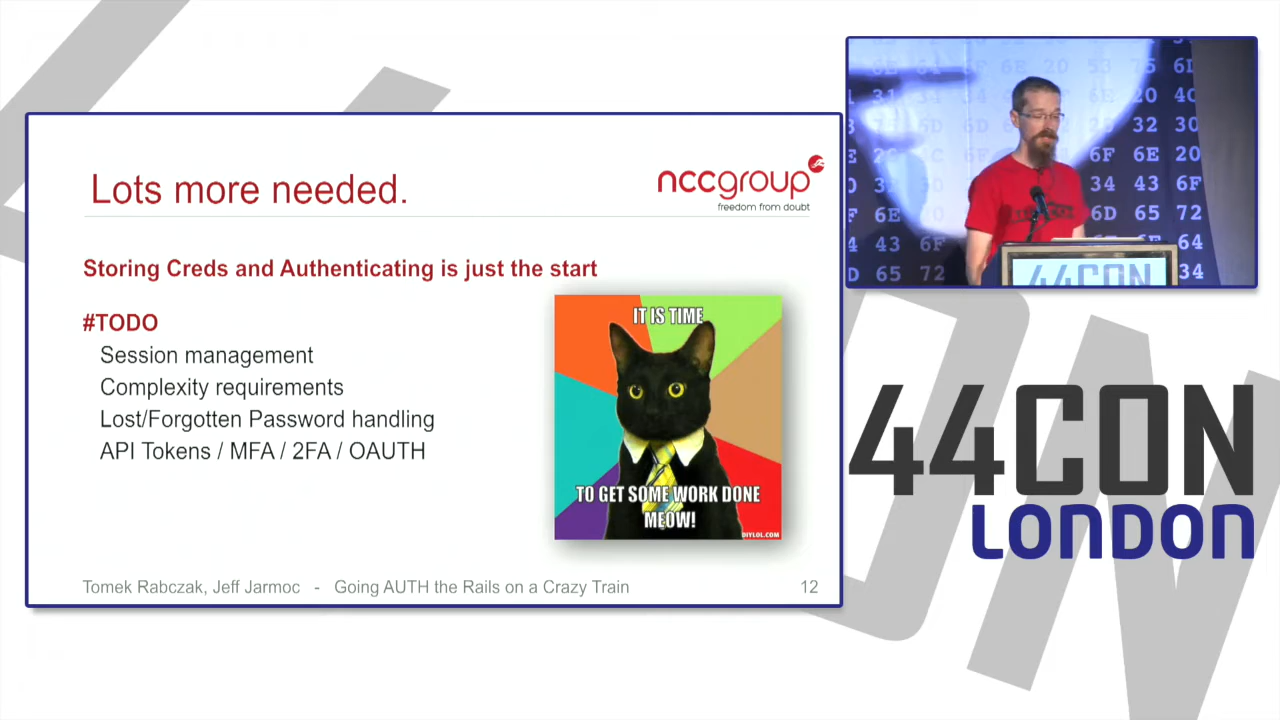 Lots more needed.
nccgroup
freedom from doubt
Storing Creds and Authenticating is just the start
#TODO
Session management
Complexity requirements
Lost/Forgotten Password handling
API Tokens / MFA / 2FA / OAUTH
IT IS TIME
TO GET SOME WORK DONE
MEOW!
DIYLOL.COM
Tomek Rabczak, Jeff Jarmoc - Going AUTH the Rails on a Crazy Train
12
44CON
44CON
LONDON